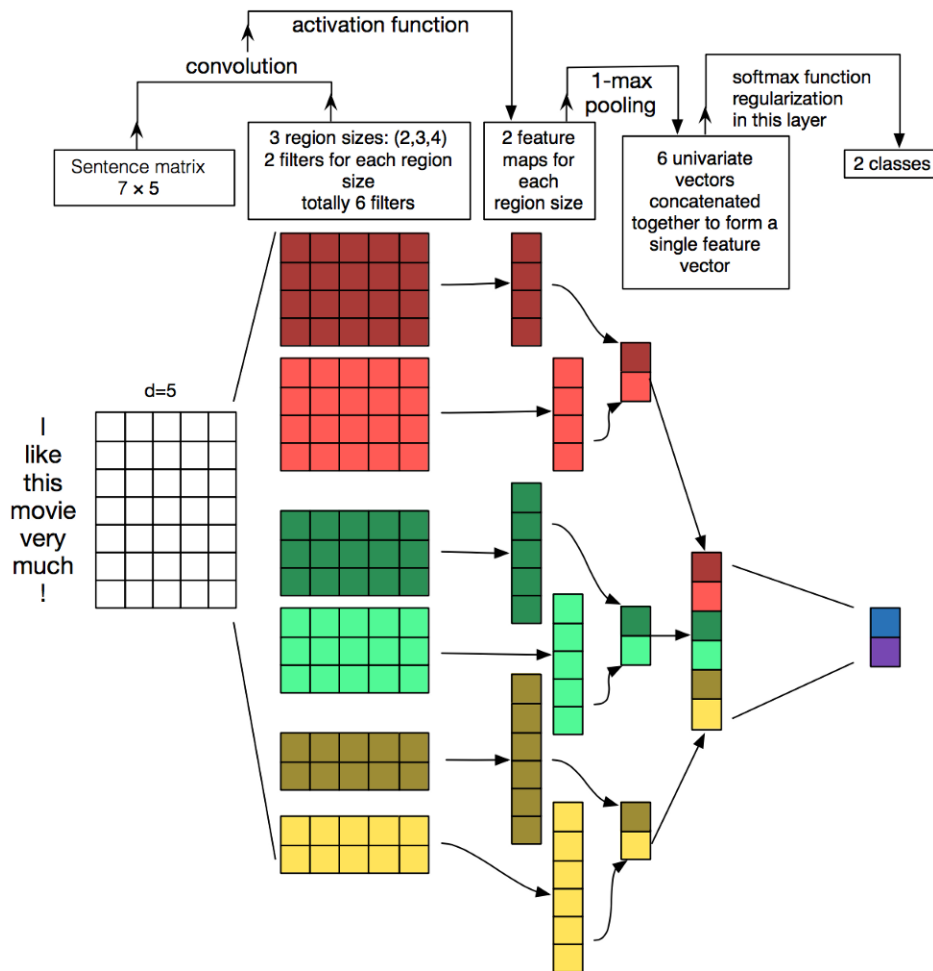 activation function
convolution
1-max
pooling
softmax function
regularization
in this layer
Sentence matrix
7 × 5
3 region sizes: (2,3,4)
2 filters for each region
size
totally 6 filters
2 feature
maps for
each
region size
6 univariate
vectors
concatenated
together to form a
single feature
vector
2 classes
d=5
I
like
this
movie
very
much
!